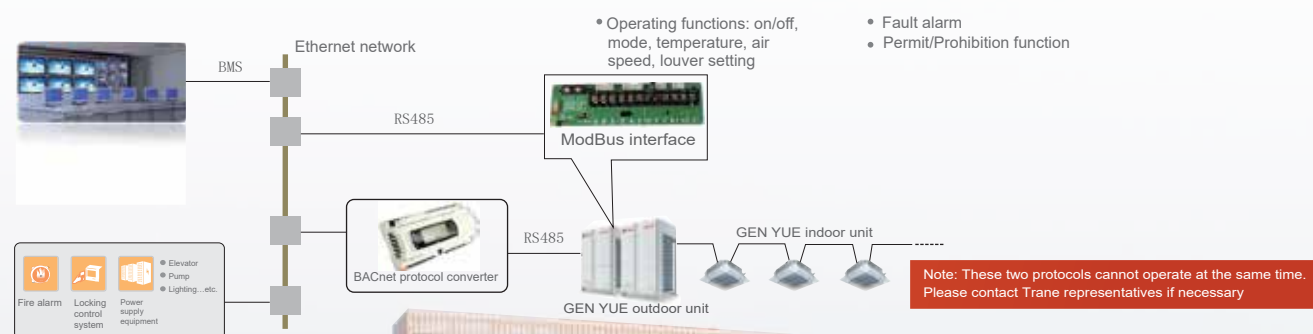 • Operating functions: on/off,
mode, temperature, air
speed, louver setting
• Fault alarm
• Permit/Prohibition function
Ethernet network
BMS
RS485
ModBus interface
BACnet protocol converter
RS485
GEN YUE indoor unit
GEN YUE outdoor unit
Note: These two protocols cannot operate at the same time.
Please contact Trane representatives if necessary
Fire alarm
Locking
control
system
Power
supply
equipment
• Elevator
• Pump
• Lighting...etc.